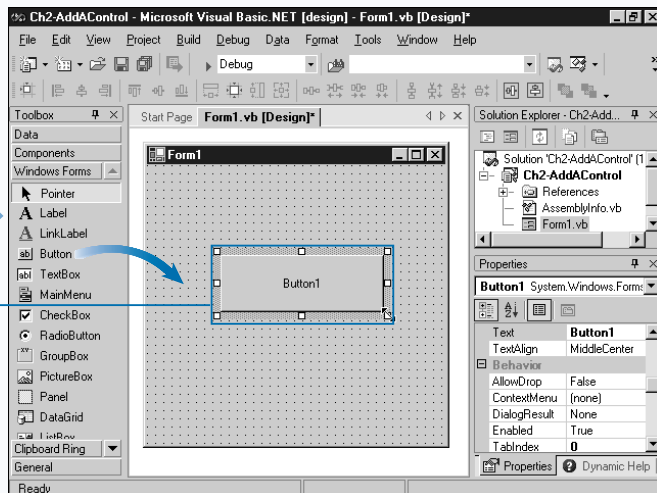 Ch2-AddAControl - Microsoft Visual Basic.NET [design] - Form1.vb [Design]*
File Edit View Project Build Debug Data Format Tools Window Help
Debug
Toolbox
Data
Components
Windows Forms
Pointer
A Label
A LinkLabel
ab Button
abl TextBox
MainMenu
CheckBox
RadioButton
XY GroupBox
PictureBox
Panel
DataGrid
ListBox
Clipboard Ring
General
Start Page Form1.vb [Design]*
Form1
Button1
Solution Explorer - Ch2-Add...
Solution 'Ch2-AddAControl' (1
Ch2-AddAControl
References
AssemblyInfo.vb
Form1.vb
Properties
Button1 System.Windows.Forms
Text Button1
TextAlign MiddleCenter
Behavior
AllowDrop False
ContextMenu (none)
DialogResult None
Enabled True
TabIndex 0
Properties Dynamic Help
Ready